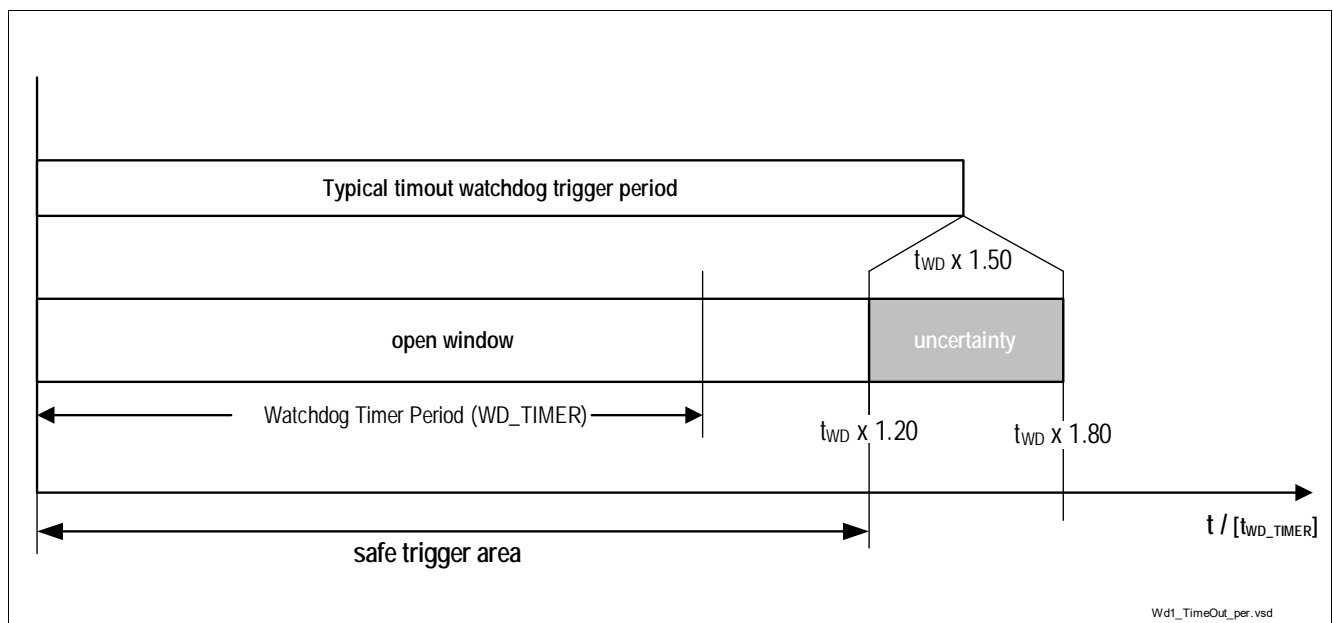 Typical timout watchdog trigger period
tWD x 1.50
open window
uncertainty
Watchdog Timer Period (WD_TIMER)
tWD x 1.20
tWD x 1.80
t / [tWD_TIMER]
safe trigger area
Wd1_TimeOut_per.vsd